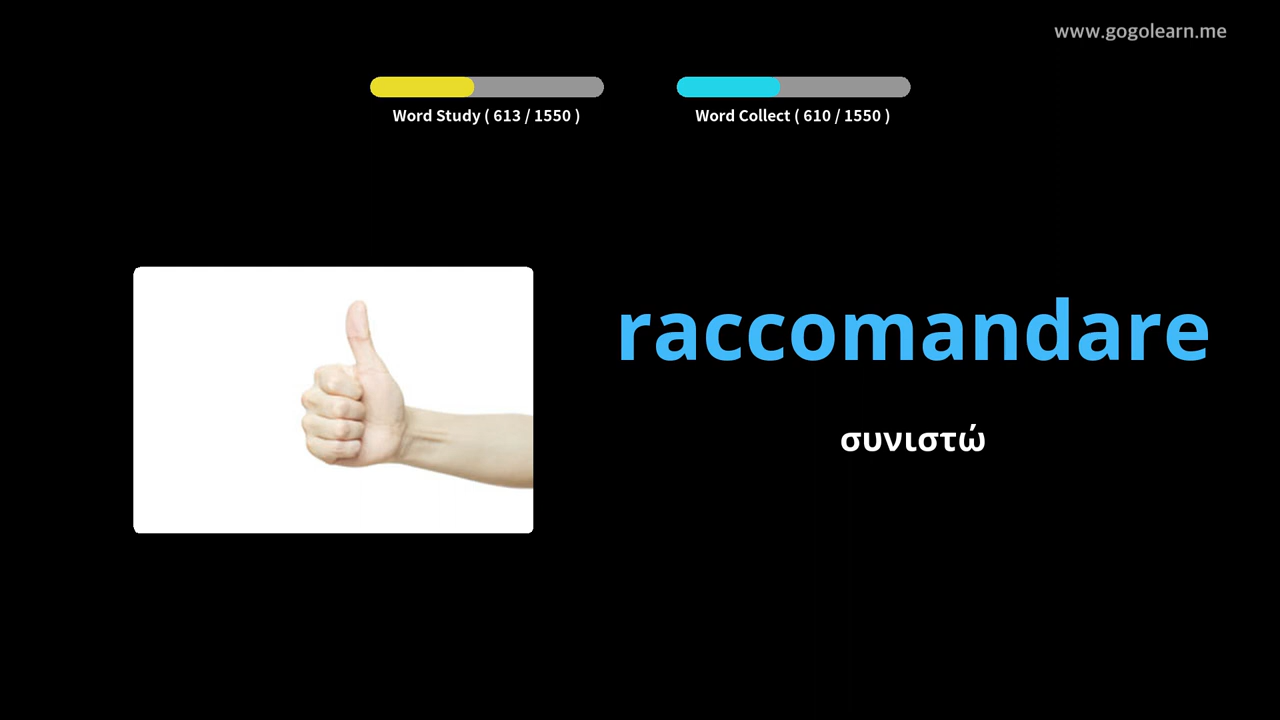 www.gogolearn.me
Word Study ( 613 / 1550 )
Word Collect ( 610 / 1550 )
raccomandare
συνιστώ